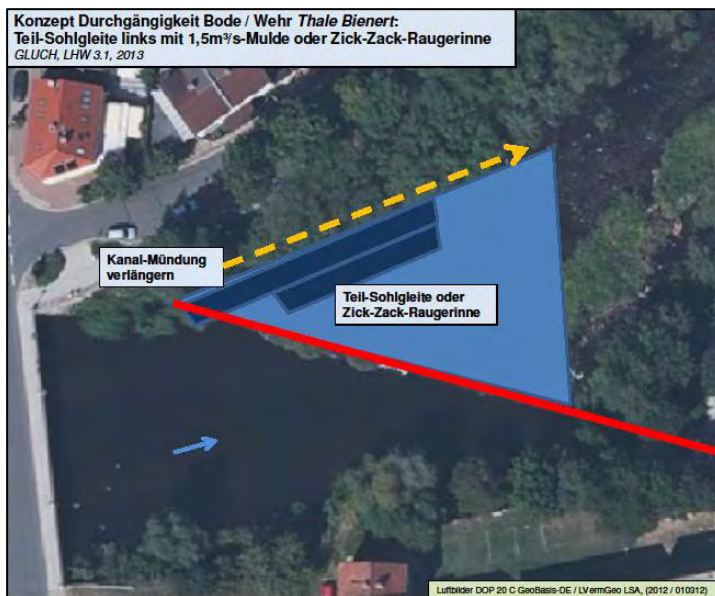 Konzept Durchgängigkeit Bode / Wehr Thale Bienert:
Teil-Sohlgleite links mit 1,5m³/s-Mulde oder Zick-Zack-Raugerinne
GLUCH, LHW 3.1, 2013
Kanal-Mündung
verlängern
Teil-Sohlgleite oder
Zick-Zack-Raugerinne
Luftbilder DOP 20 C GeoBasis-DE / LVermGeo LSA, (2012 / 010312)